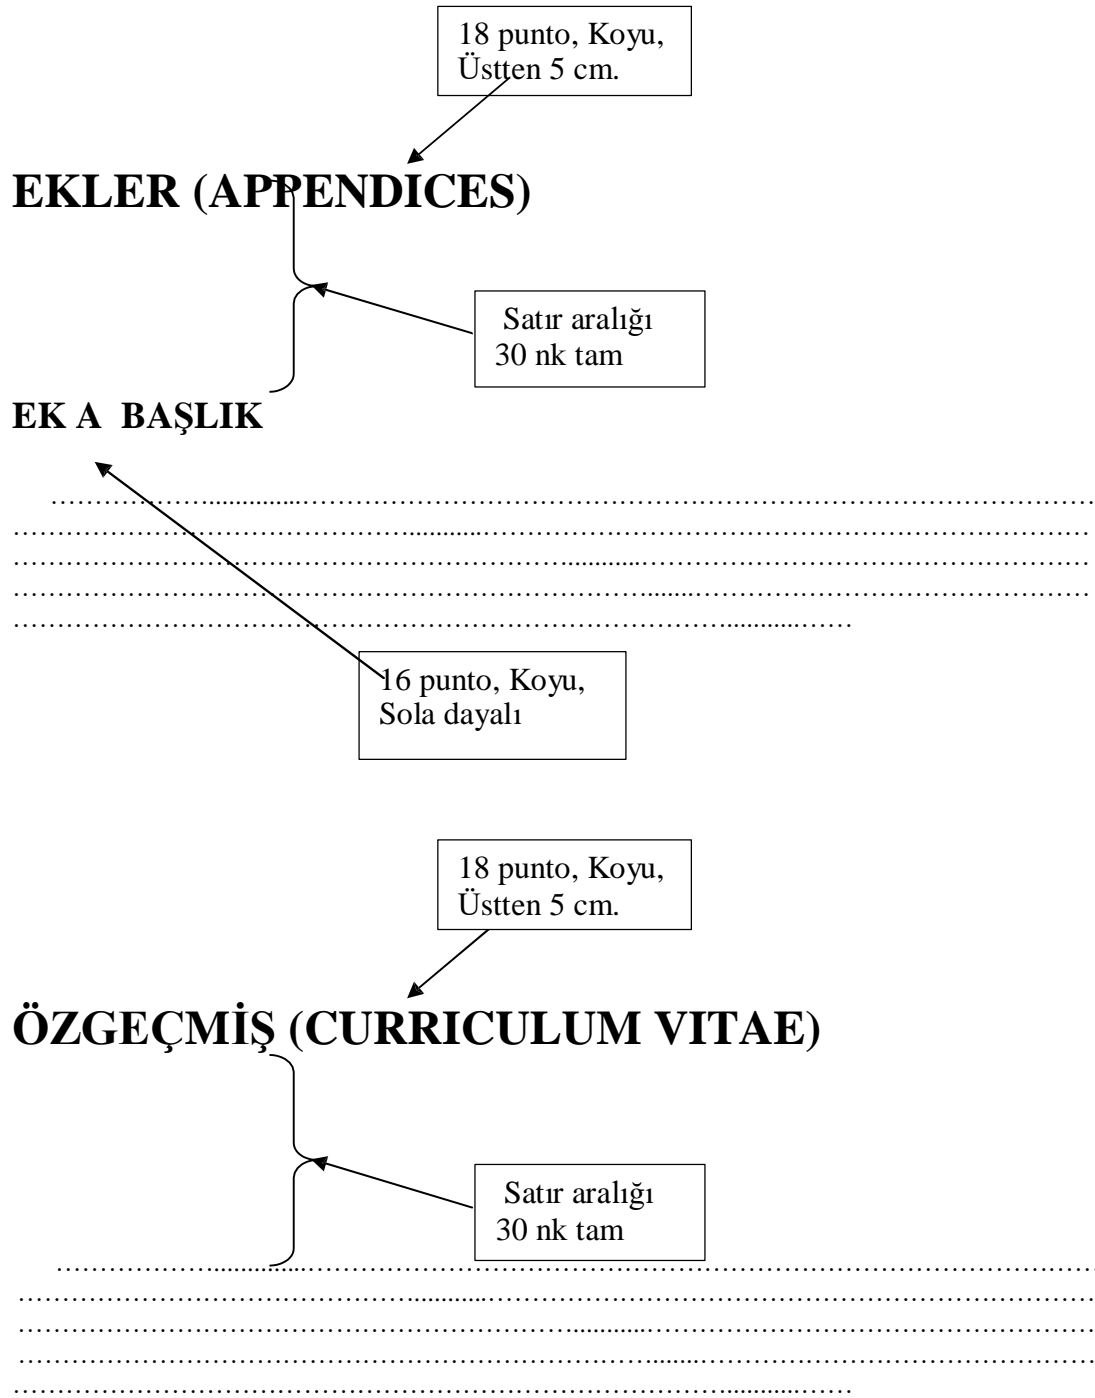 18 punto, Koyu,
Üstten 5 cm.
EKLER (APPENDICES)
Satır aralığı
30 nk tam
EK A  BAŞLIK
……………..............…………………………………………………………………………
……………………………………...........…………………………………………………………
……………………………………………………...........…………………………………………
……………………………………………………………......……………………………………
……………………………………………………………………...........……
16 punto, Koyu,
Sola dayalı
18 punto, Koyu,
Üstten 5 cm.
ÖZGEÇMİŞ (CURRICULUM VITAE)
Satır aralığı
30 nk tam
……………..............…………………………………………………………………………
……………………………………...........…………………………………………………………
……………………………………………………...........…………………………………………
……………………………………………………………......……………………………………
……………………………………………………………………...........……